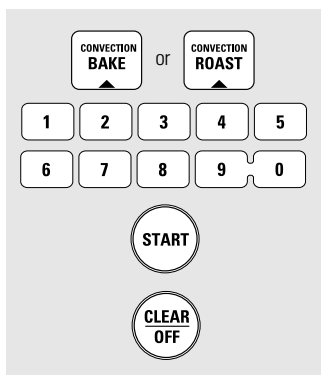 CONVECTION CONVECTION
BAKE or ROAST
1 2 3 4 5
6 7 8 9 0
START
CLEAR
OFF